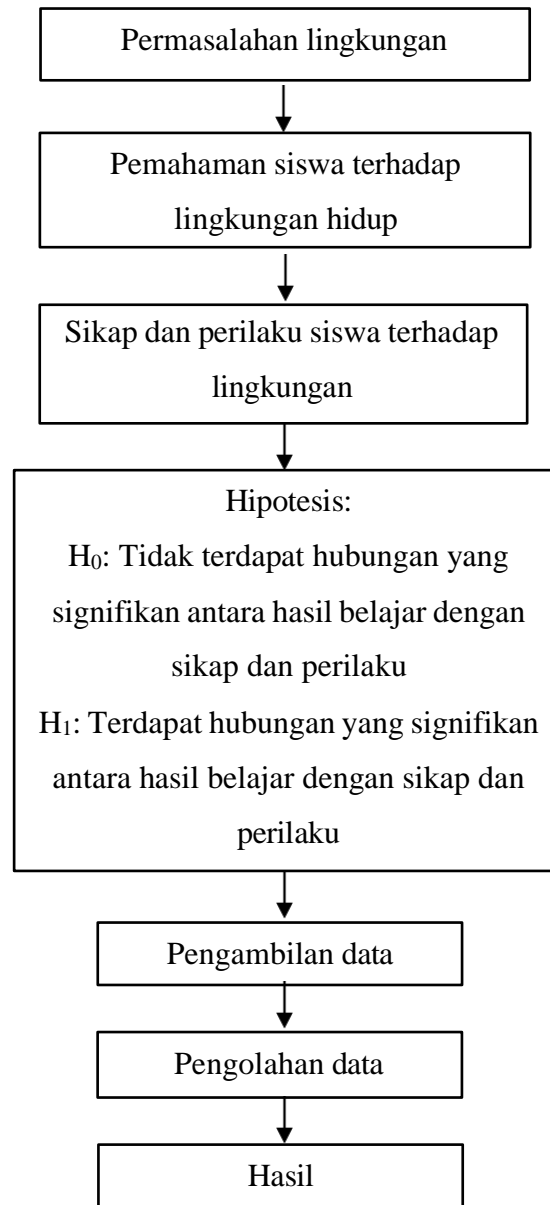 Permasalahan lingkungan
Pemahaman siswa terhadap
lingkungan hidup
Sikap dan perilaku siswa terhadap
lingkungan
Hipotesis:
H₀: Tidak terdapat hubungan yang
signifikan antara hasil belajar dengan
sikap dan perilaku
H₁: Terdapat hubungan yang signifikan
antara hasil belajar dengan sikap dan
perilaku
Pengambilan data
Pengolahan data
Hasil